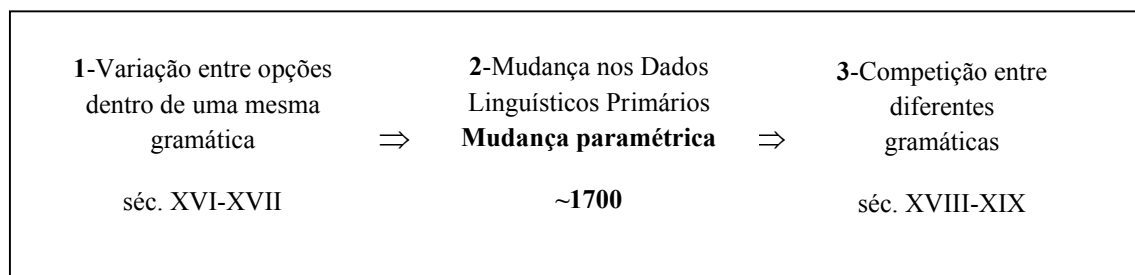 1-Variação entre opções
dentro de uma mesma
gramática
séc. XVI-XVII
⇒
2-Mudança nos Dados
Linguísticos Primários
Mudança paramétrica
~1700
⇒
3-Competição entre
diferentes
gramáticas
séc. XVIII-XIX